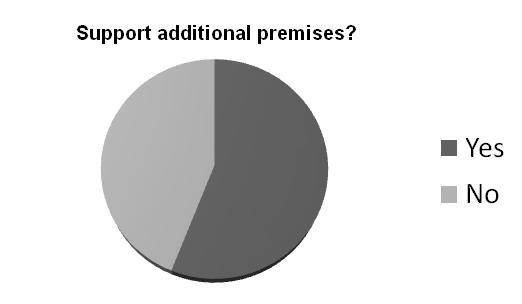 Support additional premises?
Yes
No